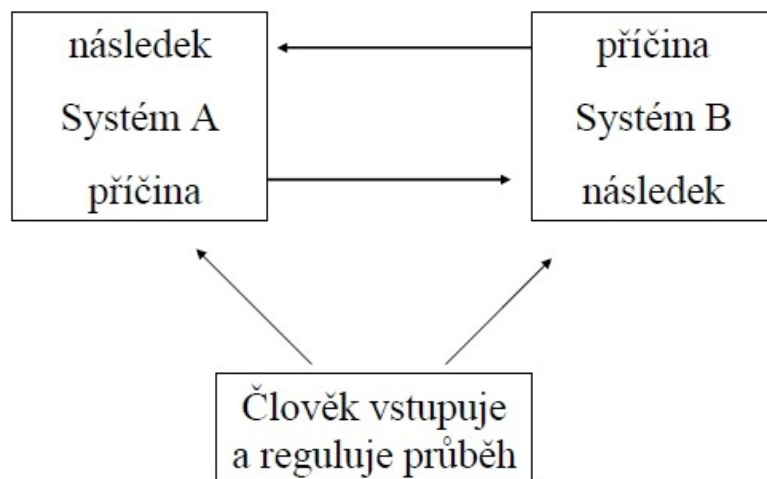 následek
Systém A
příčina
příčina
Systém B
následek
Člověk vstupuje
a reguluje průběh